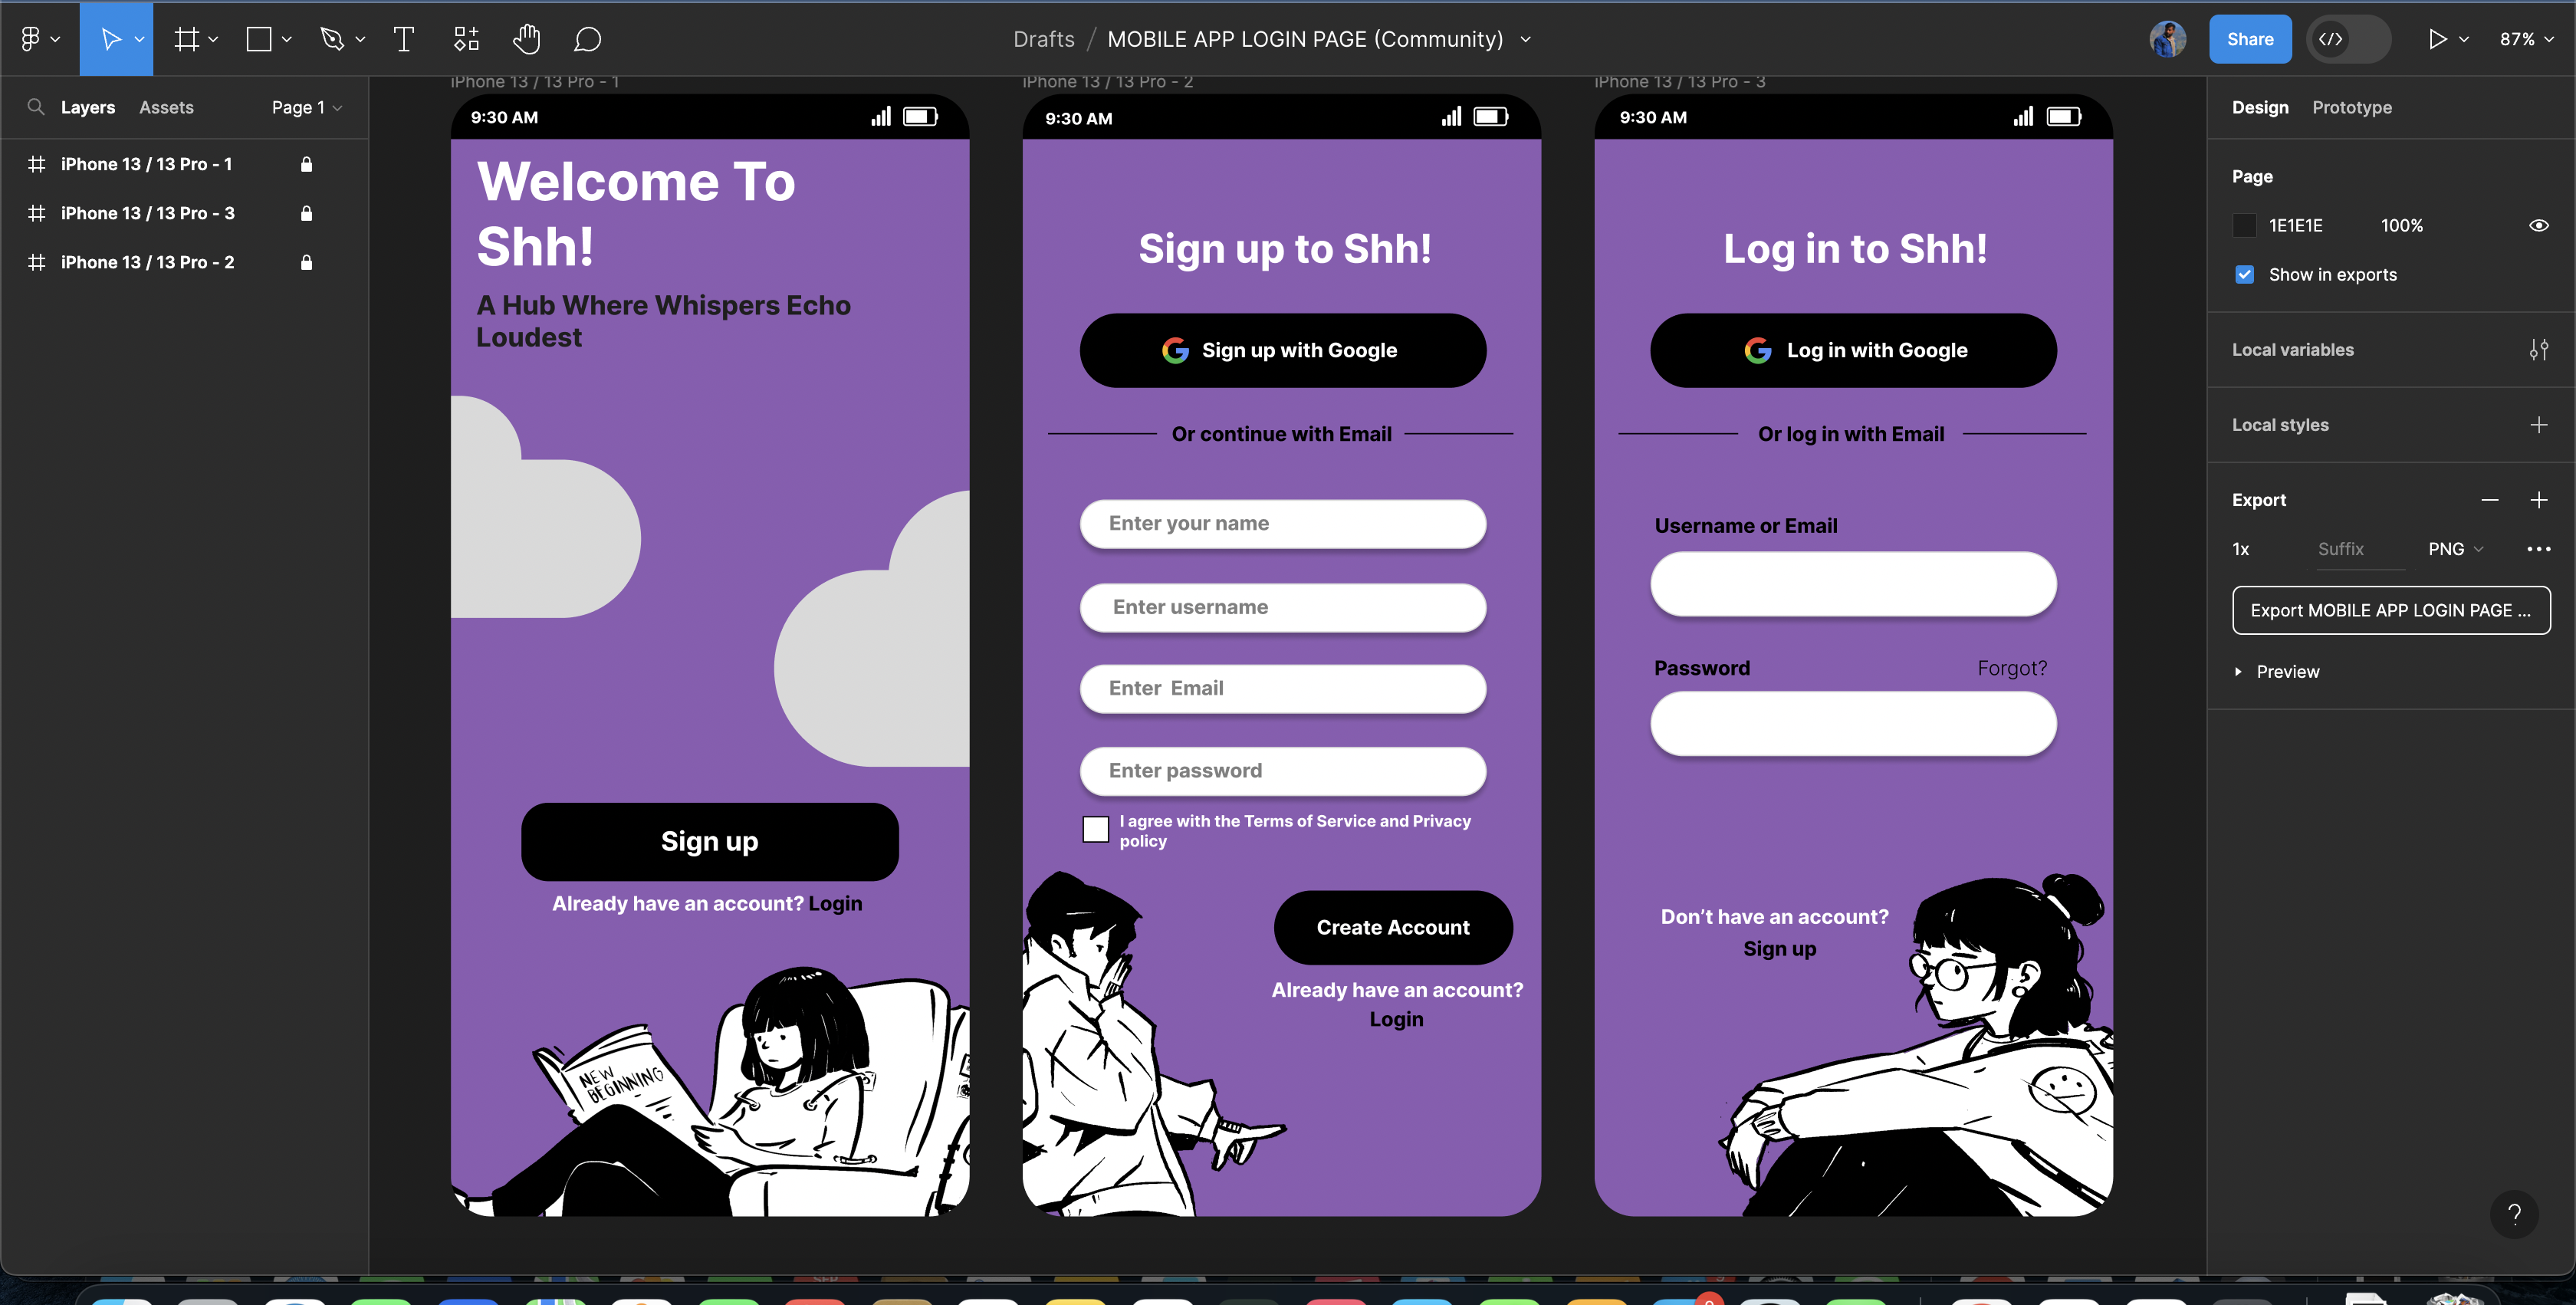 Drafts / MOBILE APP LOGIN PAGE (Community)
Share
87%
Layers
Assets
Page 1
iPhone 13 / 13 Pro - 1
iPhone 13 / 13 Pro - 3
iPhone 13 / 13 Pro - 2
iPhone 13 / 13 Pro - 1
9:30 AM
Welcome To
Shh!
A Hub Where Whispers Echo
Loudest
Sign up
Already have an account? Login
NEW
BEGINNING
iPhone 13 / 13 Pro - 2
9:30 AM
Sign up to Shh!
Sign up with Google
Or continue with Email
Enter your name
Enter username
Enter  Email
Enter password
I agree with the Terms of Service and Privacy
policy
Create Account
Already have an account?
Login
iPhone 13 / 13 Pro - 3
9:30 AM
Log in to Shh!
Log in with Google
Or log in with Email
Username or Email
Password
Forgot?
Don’t have an account?
Sign up
Design
Prototype
Page
1E1E1E
100%
Show in exports
Local variables
Local styles
Export
1x
Suffix
PNG
Export MOBILE APP LOGIN PAGE ...
Preview
?